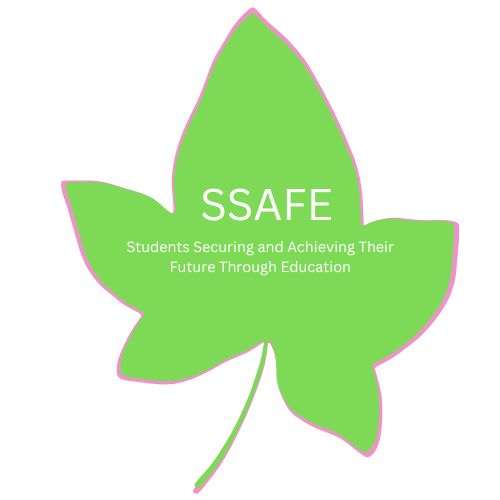 SSAFE
Students Securing and Achieving Their
Future Through Education